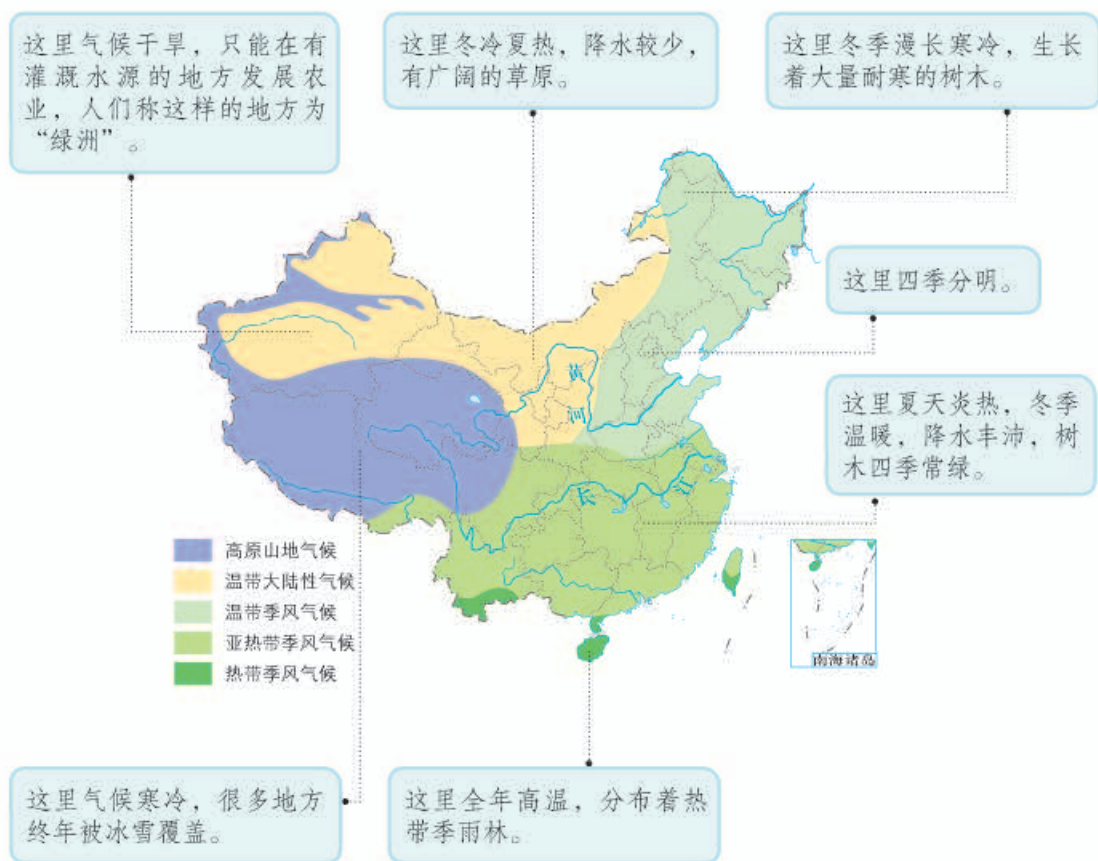 这里气候干旱，只能在有
灌溉水源的地方发展农
业，人们称这样的地方为
“绿洲”。
这里冬冷夏热，降水较少，
有广阔的草原。
这里冬季漫长寒冷，生长
着大量耐寒的树木。
这里四季分明。
这里夏天炎热，冬季
温暖，降水丰沛，树
木四季常绿。
黄
河
长
江
高原山地气候
温带大陆性气候
温带季风气候
亚热带季风气候
热带季风气候
南海诸岛
这里气候寒冷，很多地方
终年被冰雪覆盖。
这里全年高温，分布着热
带季雨林。